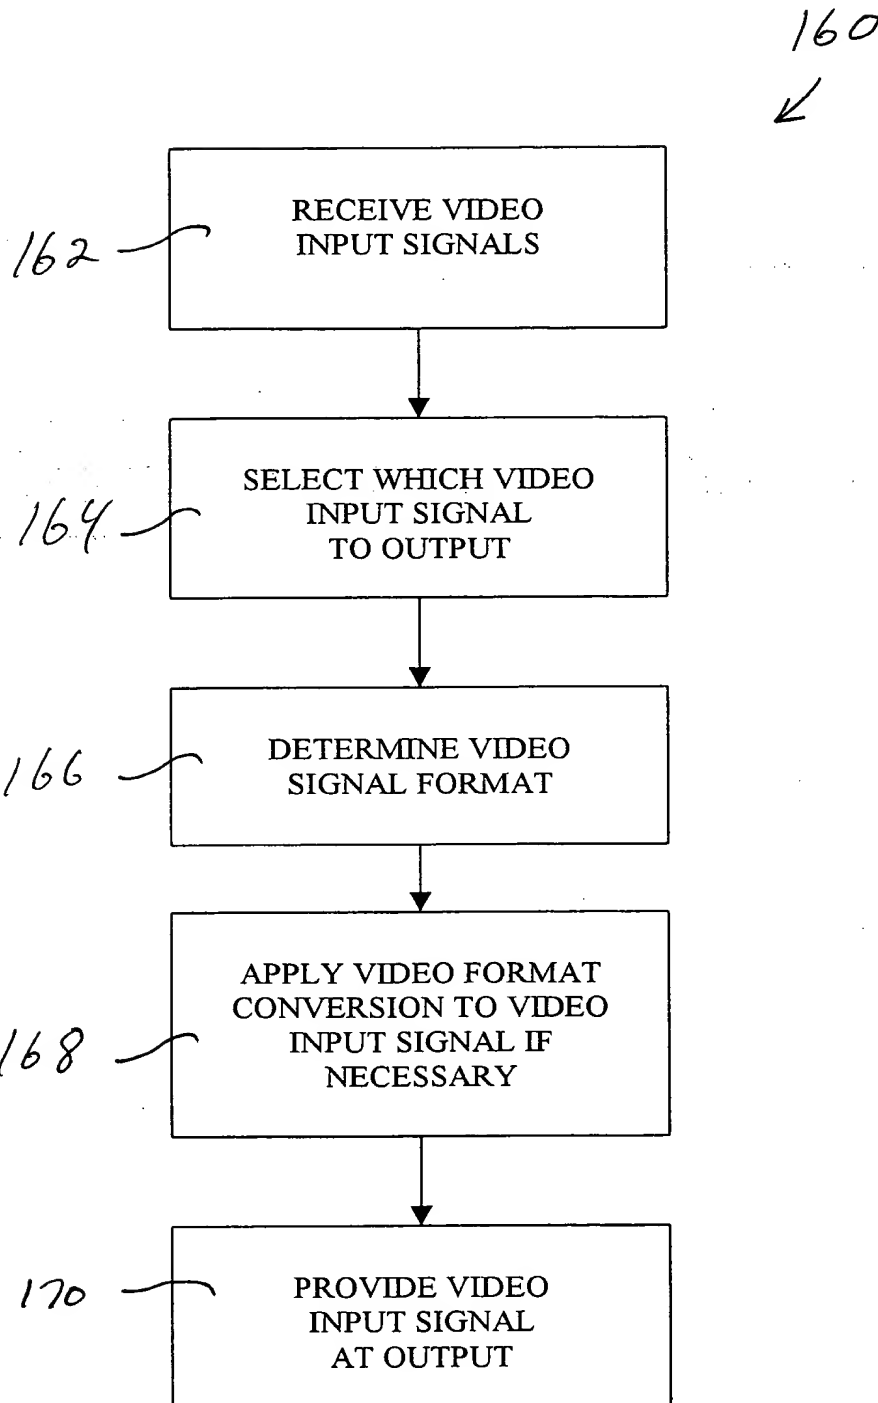 160
162
RECEIVE VIDEO
INPUT SIGNALS
164
SELECT WHICH VIDEO
INPUT SIGNAL
TO OUTPUT
166
DETERMINE VIDEO
SIGNAL FORMAT
168
APPLY VIDEO FORMAT
CONVERSION TO VIDEO
INPUT SIGNAL IF
NECESSARY
170
PROVIDE VIDEO
INPUT SIGNAL
AT OUTPUT